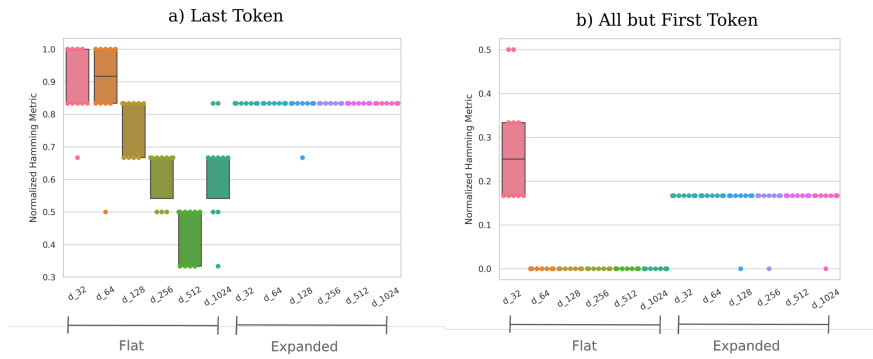 a) Last Token
Normalized Hamming Metric
1.0
0.9
0.8
0.7
0.6
0.5
0.4
0.3
d_32 d_64 d_128 d_256 d_512 d_1024 d_32 d_64 d_128 d_256 d_512 d_1024
Flat Expanded
b) All but First Token
Normalized Hamming Metric
0.5
0.4
0.3
0.2
0.1
0.0
d_32 d_64 d_128 d_256 d_512 d_1024 d_32 d_64 d_128 d_256 d_512 d_1024
Flat Expanded